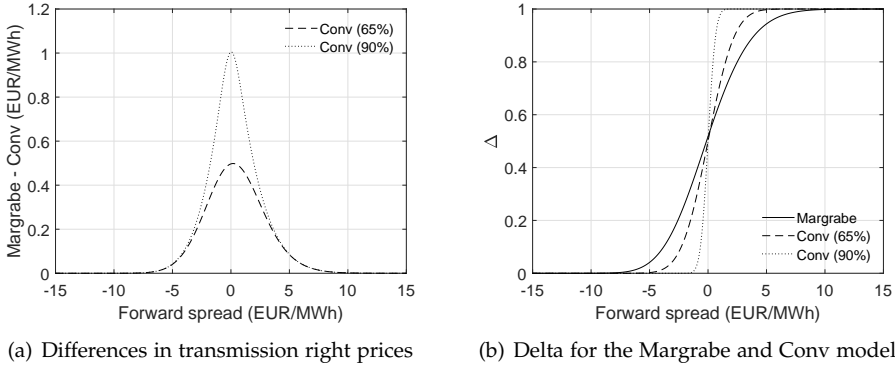 1.2
1
0.8
0.6
0.4
0.2
0
Margrabe - Conv (EUR/MWh)
Conv (65%)
Conv (90%)
-15
-10
-5
0
5
10
15
Forward spread (EUR/MWh)
(a) Differences in transmission right prices
1
0.8
0.6
0.4
0.2
0
Δ
Margrabe
Conv (65%)
Conv (90%)
-15
-10
-5
0
5
10
15
Forward spread (EUR/MWh)
(b) Delta for the Margrabe and Conv model